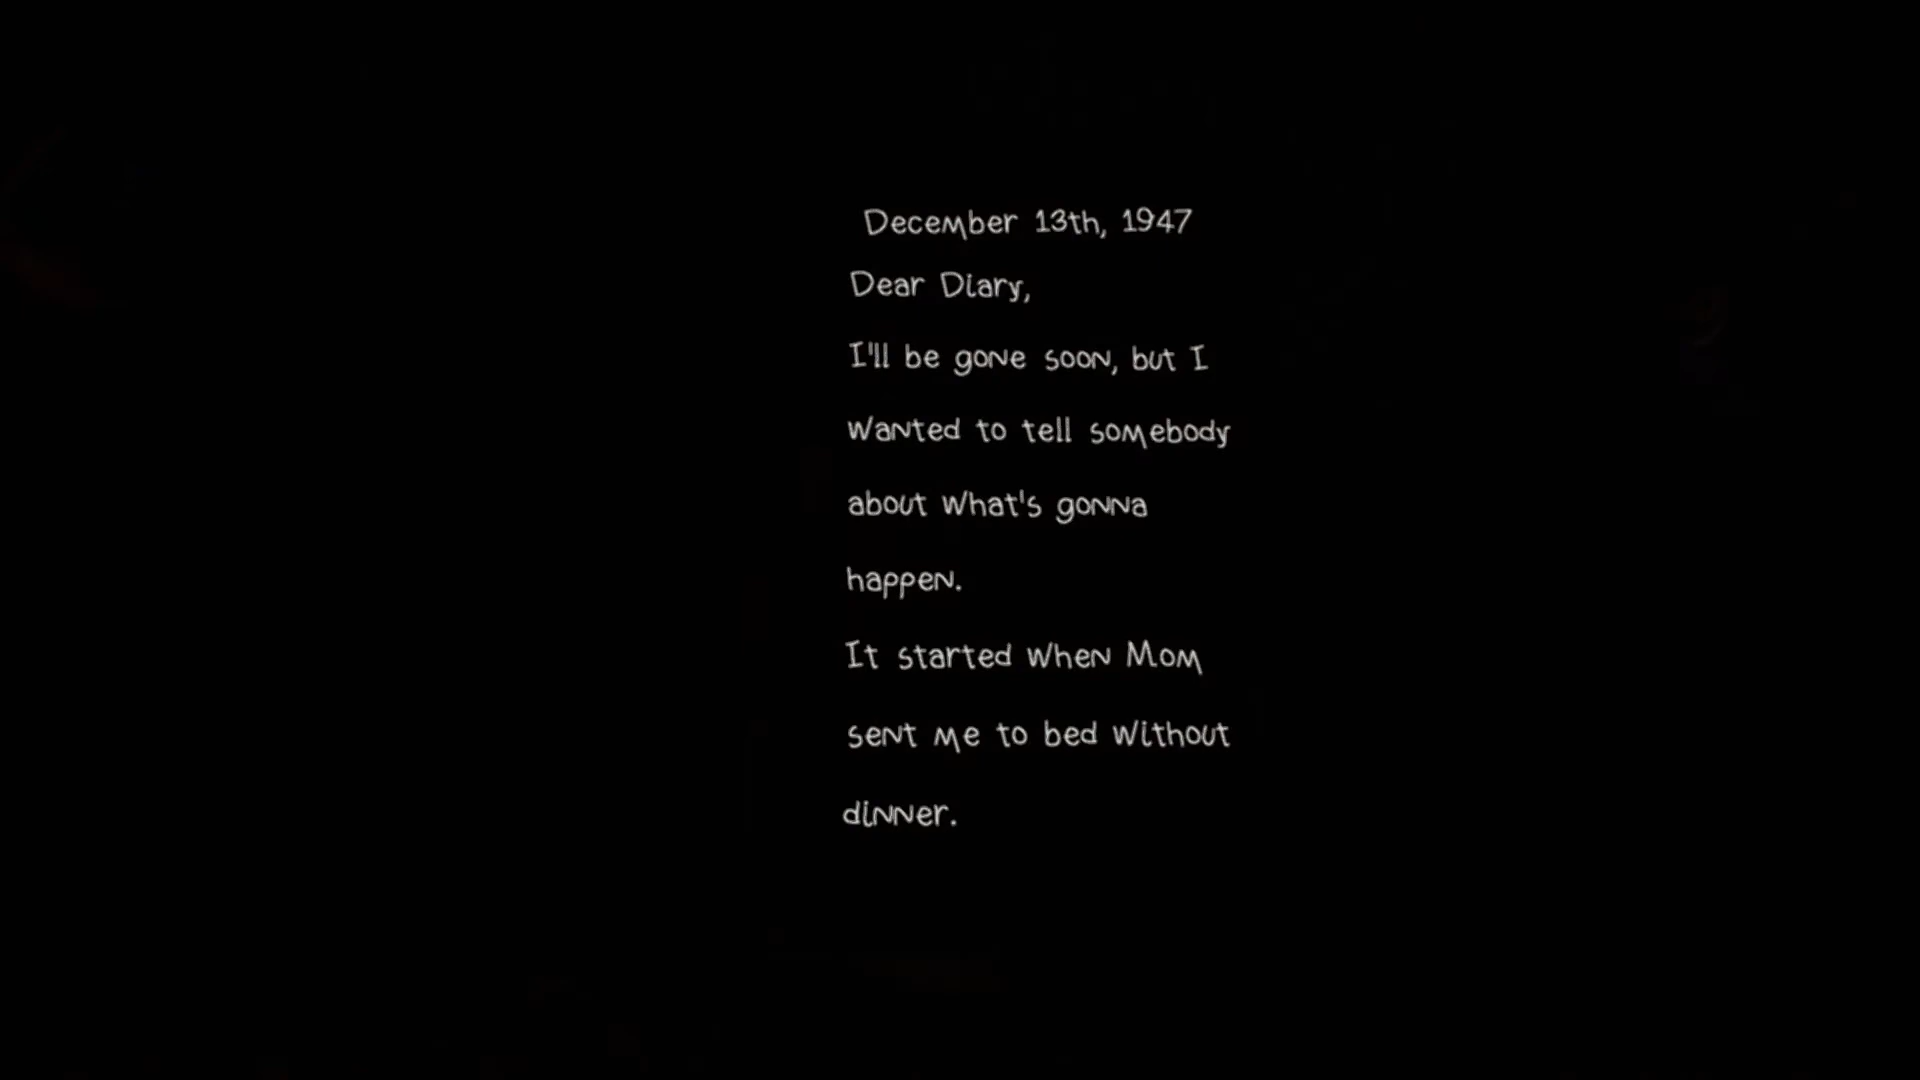 December 13th, 1947
Dear Diary,
I'll be gone soon, but I
wanted to tell somebody
about what's gonna
happen.
It started when Mom
sent me to bed without
dinner.